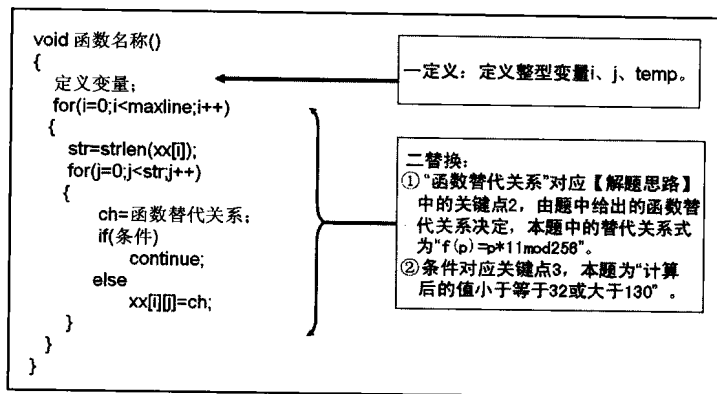 void 函数名称()
{
定义变量;
for(i=0;i<maxline;i++)
{
str=strlen(xx[i]);
for(j=0;j<str;j++)
{
ch=函数替代关系;
if(条件)
continue;
else
xx[i][j]=ch;
}
}
}
一定义：定义整型变量i、j、temp。
二替换：
①“函数替代关系”对应【解题思路】
中的关键点2，由题中给出的函数替
代关系决定，本题中的替代关系式
为“f(p)=p*11mod256”。
②条件对应关键点3，本题为“计算
后的值小于等于32或大于130”。